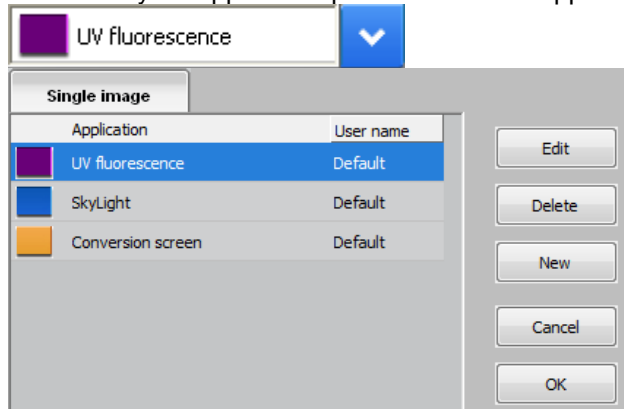 UV fluorescence
Single image
Application User name
UV fluorescence Default
SkyLight Default
Conversion screen Default
Edit
Delete
New
Cancel
OK